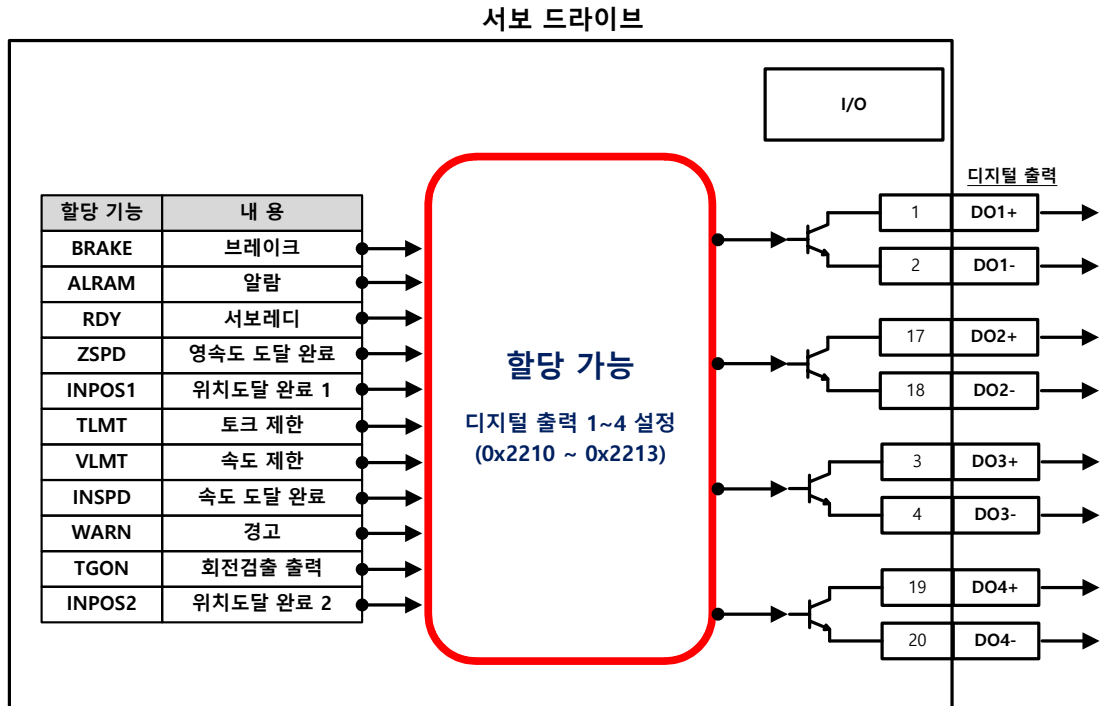 서보 드라이브
I/O
디지털 출력
할당 기능 내 용
BRAKE 브레이크
ALRAM 알람
RDY 서보레디
ZSPD 영속도 도달 완료
INPOS1 위치도달 완료 1
TLMT 토크 제한
VLMT 속도 제한
INSPD 속도 도달 완료
WARN 경고
TGON 회전검출 출력
INPOS2 위치도달 완료 2
할당 가능
디지털 출력 1~4 설정
(0x2210 ~ 0x2213)
1 DO1+
2 DO1-
17 DO2+
18 DO2-
3 DO3+
4 DO3-
19 DO4+
20 DO4-